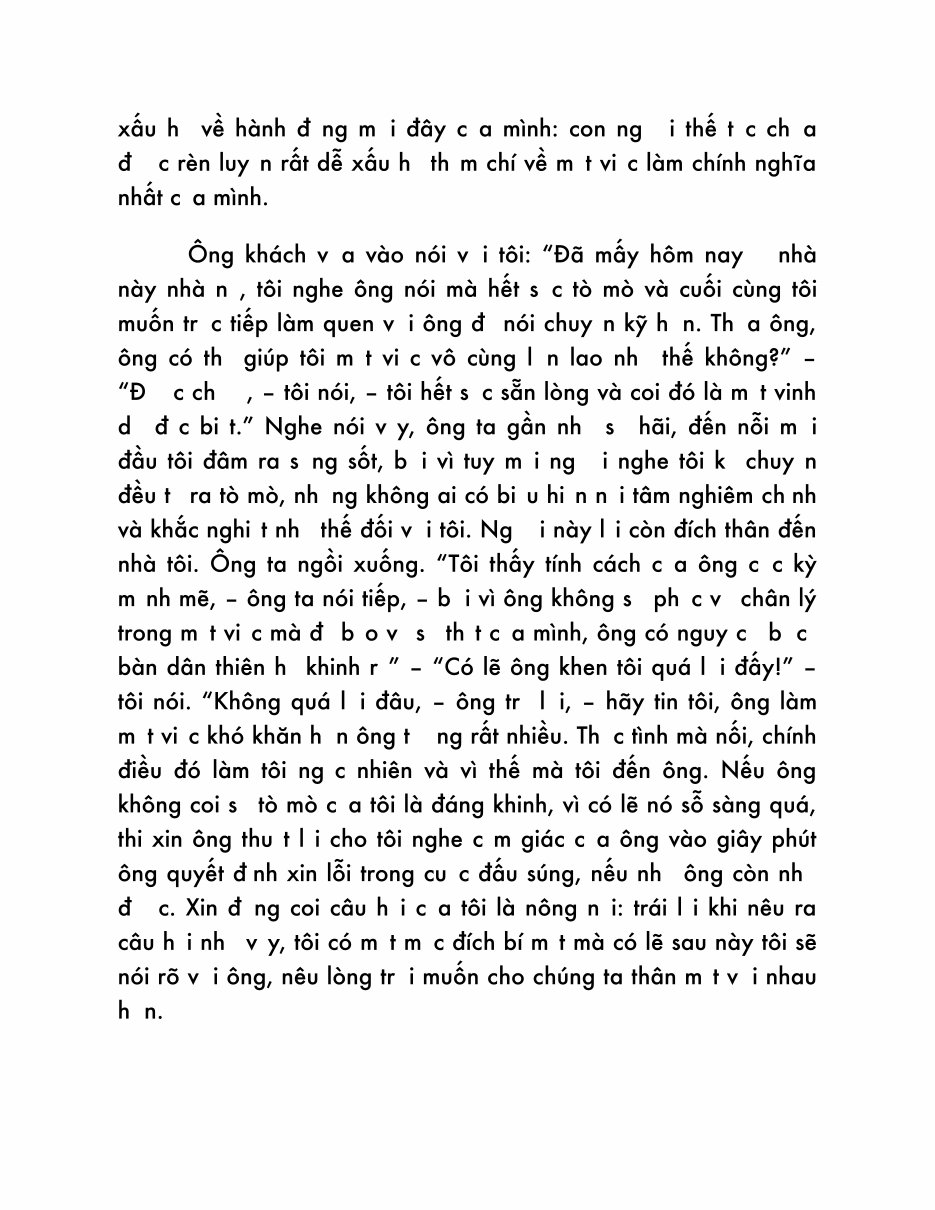 xấu h  về hành đ ng m i đây c a mình: con ng  i thế t c ch a
đ  c rèn luy n rất dễ xấu h  th m chí về m t vi c làm chính nghĩa
nhất c a mình.
Ông khách v a vào nói v i tôi: “Đã mấy hôm nay   nhà
này nhà n , tôi nghe ông nói mà hết s c tò mò và cuối cùng tôi
muốn tr c tiếp làm quen v i ông đ  nói chuy n kỹ h n. Th a ông,
ông có th  giúp tôi m t vi c vô cùng l n lao nh  thế không?” –
“Đ  c ch  , – tôi nói, – tôi hết s c sẵn lòng và coi đó là m t vinh
d  đ c bi t.” Nghe nói v y, ông ta gần nh  s  hãi, đến nỗi m i
đầu tôi đâm ra s ng sốt, b i vì tuy m i ng  i nghe tôi k  chuy n
đều t  ra tò mò, nh ng không ai có bi u hi n n i tâm nghiêm ch nh
và khắc nghi t nh  thế đối v i tôi. Ng  i này l i còn đích thân đến
nhà tôi. Ông ta ngồi xuống. “Tôi thấy tính cách c a ông c c kỳ
m nh mẽ, – ông ta nói tiếp, – b i vì ông không s  ph c v  chân lý
trong m t vi c mà đ  b o v  s  th t c a mình, ông có nguy c  b c 
bàn dân thiên h  khinh r ” – “Có lẽ ông khen tôi quá l i đấy!” –
tôi nói. “Không quá l i đâu, – ông tr  l i, – hãy tin tôi, ông làm
m t vi c khó khăn h n ông t  ng rất nhiều. Th c tình mà nối, chính
điều đó làm tôi ng c nhiên và vì thế mà tôi đến ông. Nếu ông
không coi s  tò mò c a tôi là đáng khinh, vì có lẽ nó sỗ sàng quá,
thi xin ông thu t l i cho tôi nghe c m giác c a ông vào giây phút
ông quyết đ nh xin lỗi trong cu c đấu súng, nếu nh  ông còn nh 
đ  c. Xin đ ng coi câu h i c a tôi là nông n i: trái l i khi nêu ra
câu h i nh  v y, tôi có m t m c đích bí m t mà có lẽ sau này tôi sẽ
nói rõ v i ông, nêu lòng tr i muốn cho chúng ta thân m t v i nhau
h n.